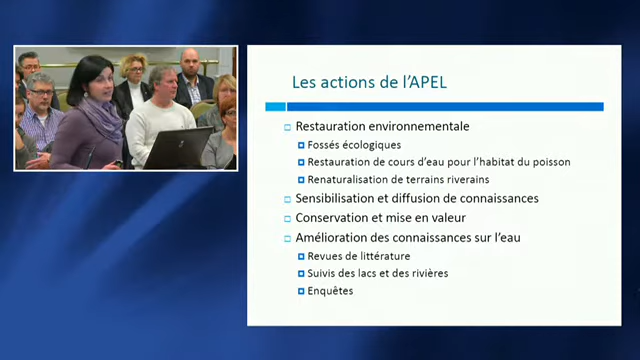 Les actions de l'APEL
Restauration environnementale
Fossés écologiques
Restauration de cours d'eau pour l'habitat du poisson
Renaturalisation de terrains riverains
Sensibilisation et diffusion de connaissances
Conservation et mise en valeur
Amélioration des connaissances sur l'eau
Revues de littérature
Suivis des lacs et des rivières
Enquêtes